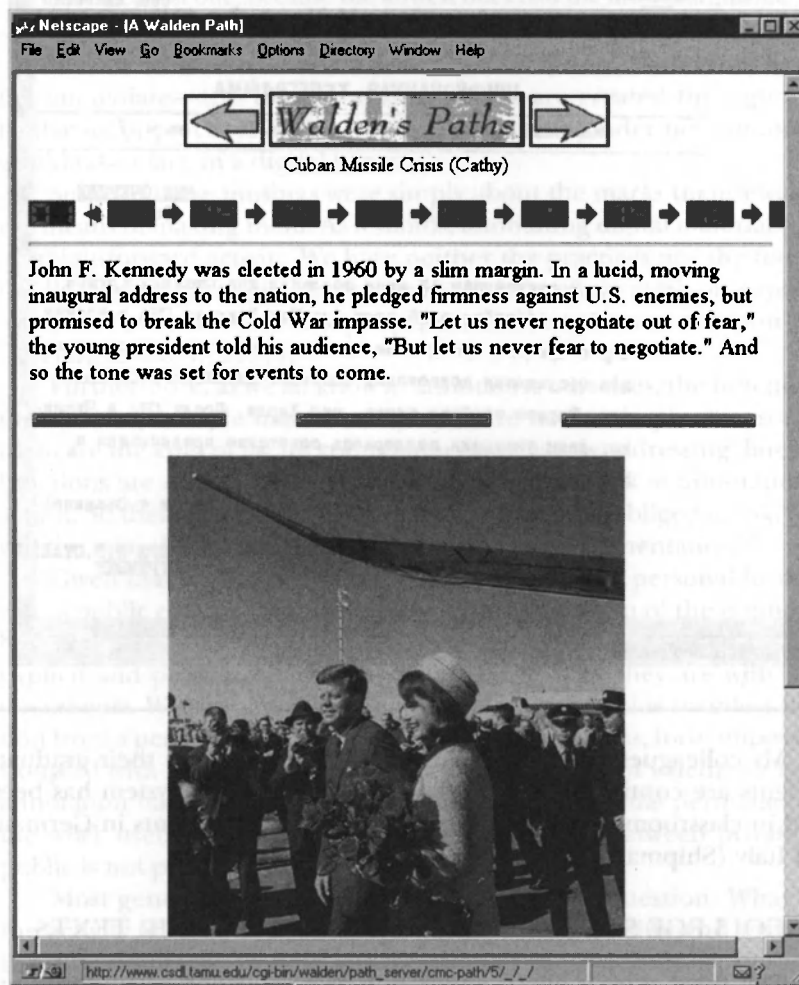 Netscape - [A Walden Path]
File Edit View Go Bookmarks Options Directory Window Help
Walden's Paths
Cuban Missile Crisis (Cathy)
John F. Kennedy was elected in 1960 by a slim margin. In a lucid, moving
inaugural address to the nation, he pledged firmness against U.S. enemies, but
promised to break the Cold War impasse. "Let us never negotiate out of fear,"
the young president told his audience, "But let us never fear to negotiate." And
so the tone was set for events to come.
http://www.csdl.tamu.edu/cgi-bin/walden/path_server/cmc-path/5/_/_/